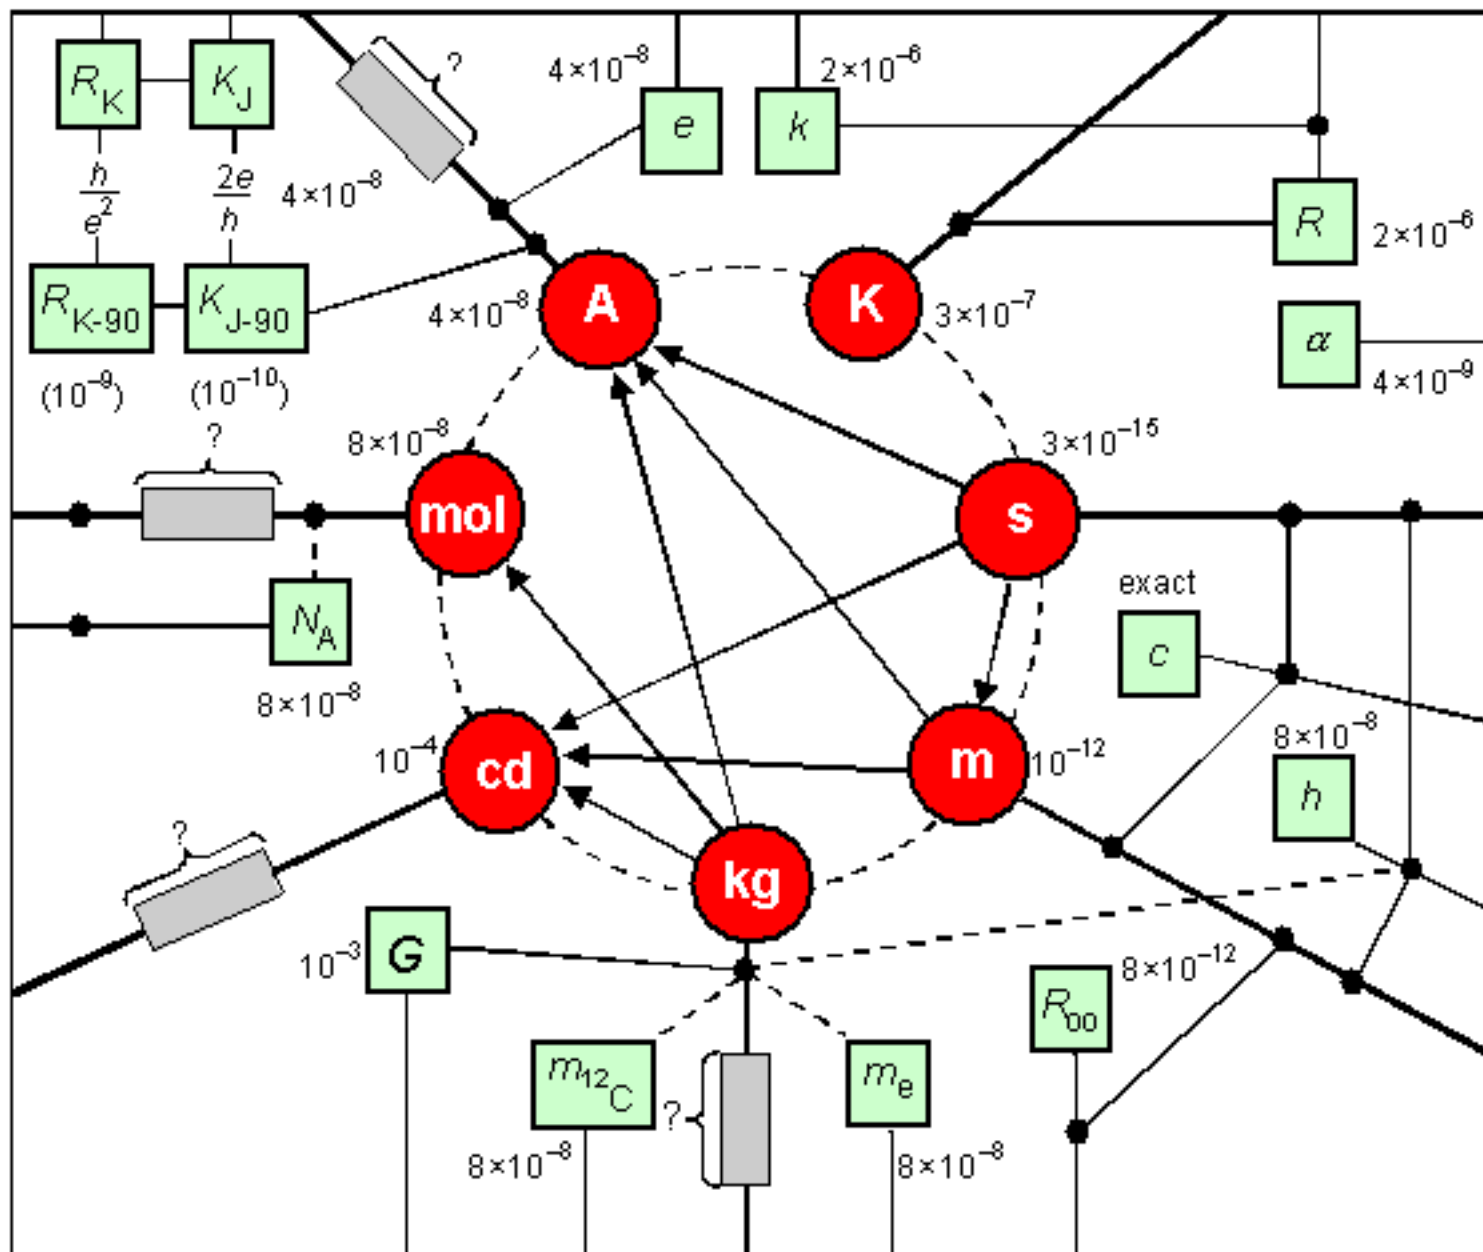 R_K
K_J
?
4×10⁻⁸
e
k
2×10⁻⁶
h
e²
2e
h
4×10⁻⁸
R
2×10⁻⁶
R_K-90
K_J-90
4×10⁻⁸
A
K
3×10⁻⁷
α
4×10⁻⁹
(10⁻⁹)
(10⁻¹⁰)
?
8×10⁻⁸
3×10⁻¹⁵
mol
s
exact
N_A
c
8×10⁻⁸
10⁻⁴
cd
m
10⁻¹²
8×10⁻⁸
h
?
kg
10⁻³
G
8×10⁻¹²
R_∞
m_¹²C
?
m_e
8×10⁻⁸
8×10⁻⁸